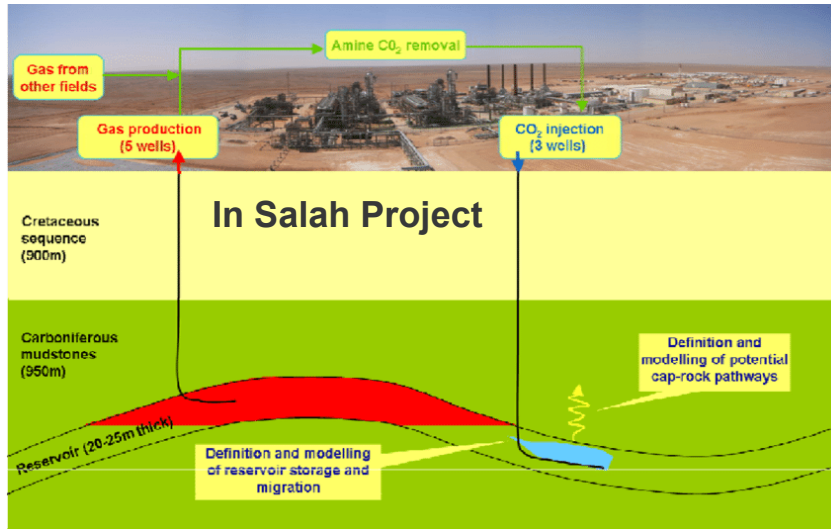 Amine C0₂ removal
Gas from
other fields
Gas production
(5 wells)
CO₂ injection
(3 wells)
In Salah Project
Cretaceous
sequence
(900m)
Carboniferous
mudstones
(950m)
Definition and
modelling of potential
cap-rock pathways
Reservoir (20-25m thick)
Definition and modelling
of reservoir storage and
migration